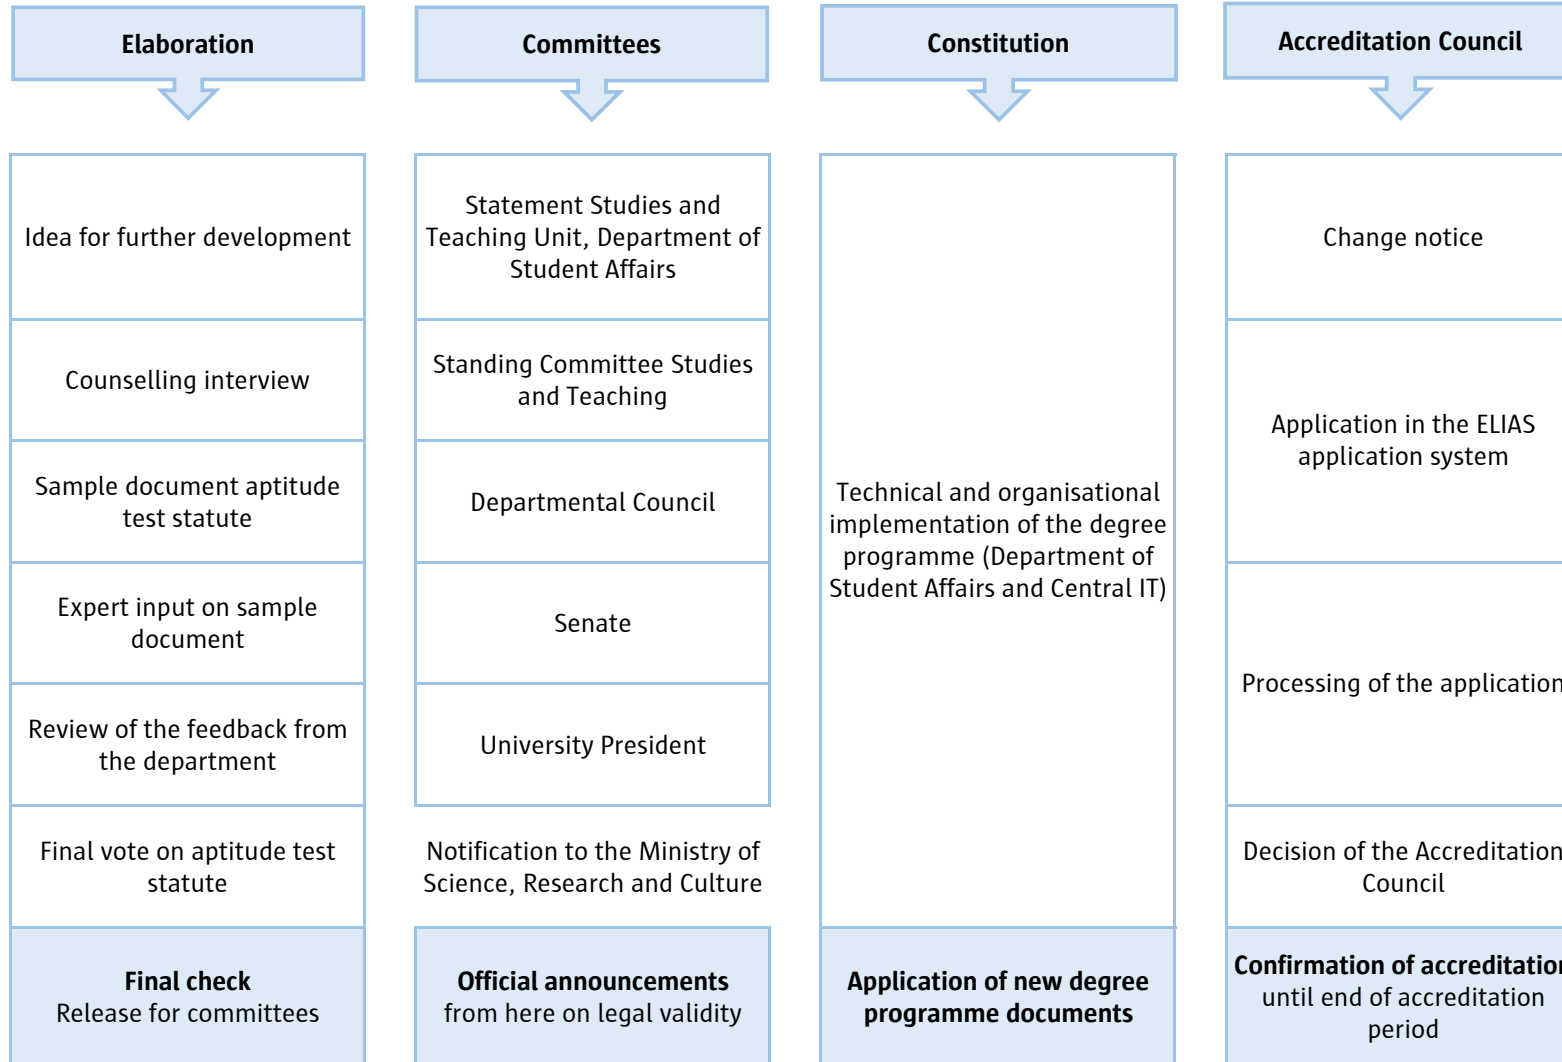 Elaboration
Idea for further development
Counselling interview
Sample document aptitude
test statute
Expert input on sample
document
Review of the feedback from
the department
Final vote on aptitude test
statute
Final check
Release for committees
Committees
Statement Studies and
Teaching Unit, Department of
Student Affairs
Standing Committee Studies
and Teaching
Departmental Council
Senate
University President
Notification to the Ministry of
Science, Research and Culture
Official announcements
from here on legal validity
Constitution
Technical and organisational
implementation of the degree
programme (Department of
Student Affairs and Central IT)
Application of new degree
programme documents
Accreditation Council
Change notice
Application in the ELIAS
application system
Processing of the application
Decision of the Accreditation
Council
Confirmation of accreditation
until end of accreditation
period